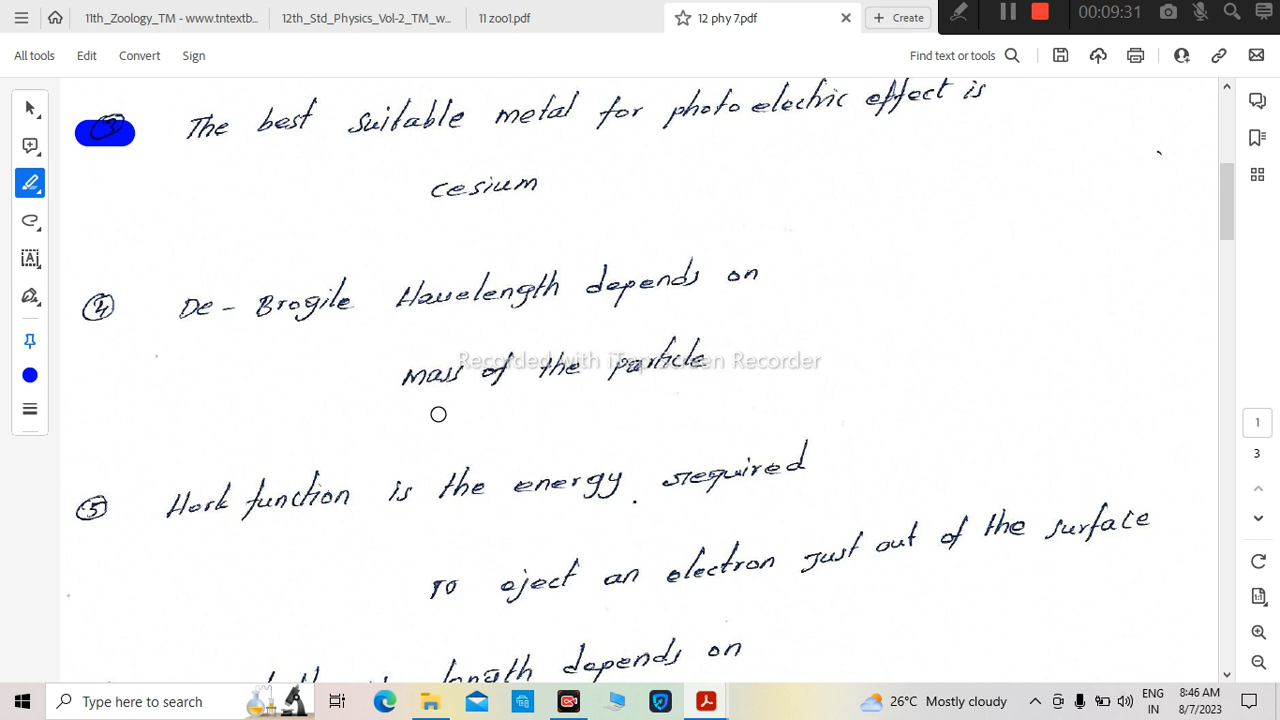 11th_Zoology_TM - www.tntextb...
12th_Std_Physics_Vol-2_TM_w...
11 zoo1.pdf
12 phy 7.pdf
Create
00:09:31
All tools
Edit
Convert
Sign
Find text or tools
③ The best suitable metal for photo electric effect is
cesium
④ De - Brogile Wavelength depends on
mass of the particle
Recorded with iTop Screen Recorder
⑤ Work function is the energy required
To eject an electron just out of the surface
length depends on
1
3
Type here to search
26°C Mostly cloudy
ENG
IN
8:46 AM
8/7/2023